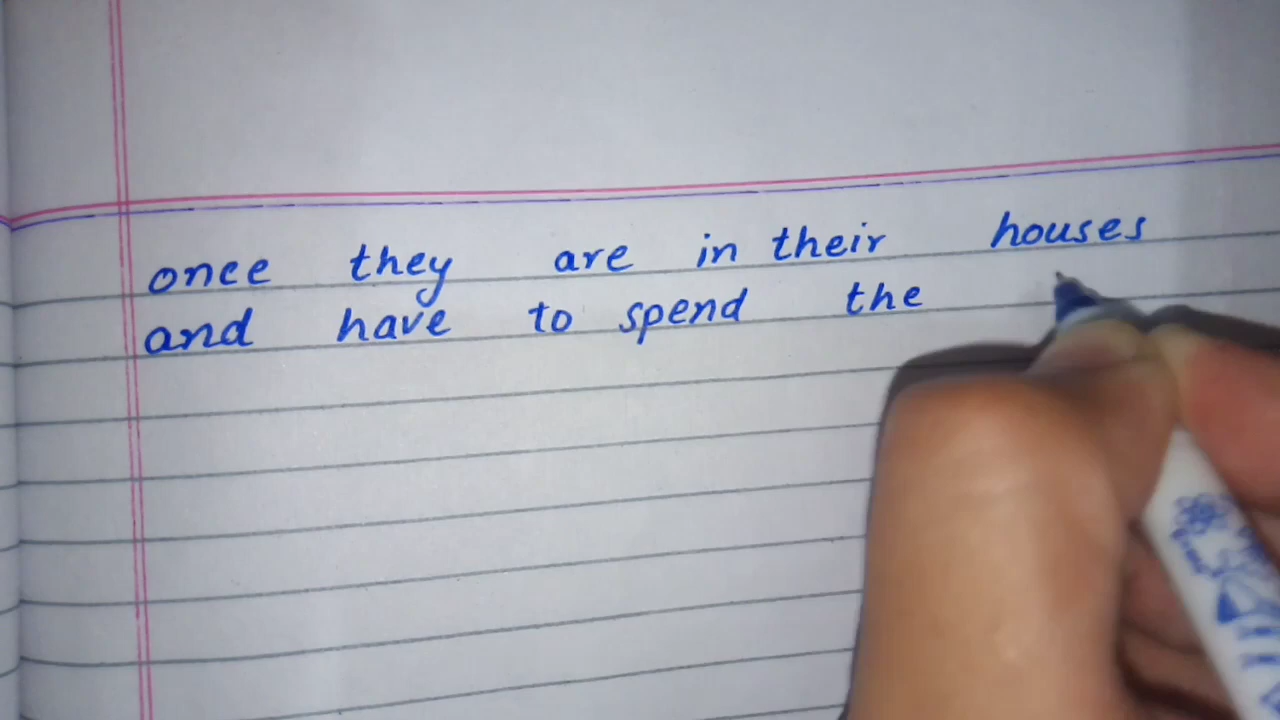 once they are in their houses
and have to spend the